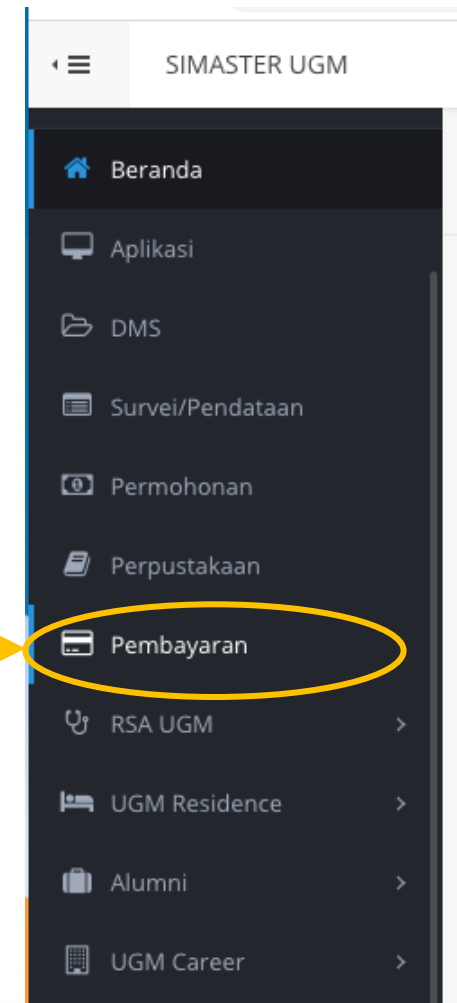 SIMASTER UGM
Beranda
Aplikasi
DMS
Survei/Pendataan
Permohonan
Perpustakaan
Pembayaran
RSA UGM
UGM Residence
Alumni
UGM Career